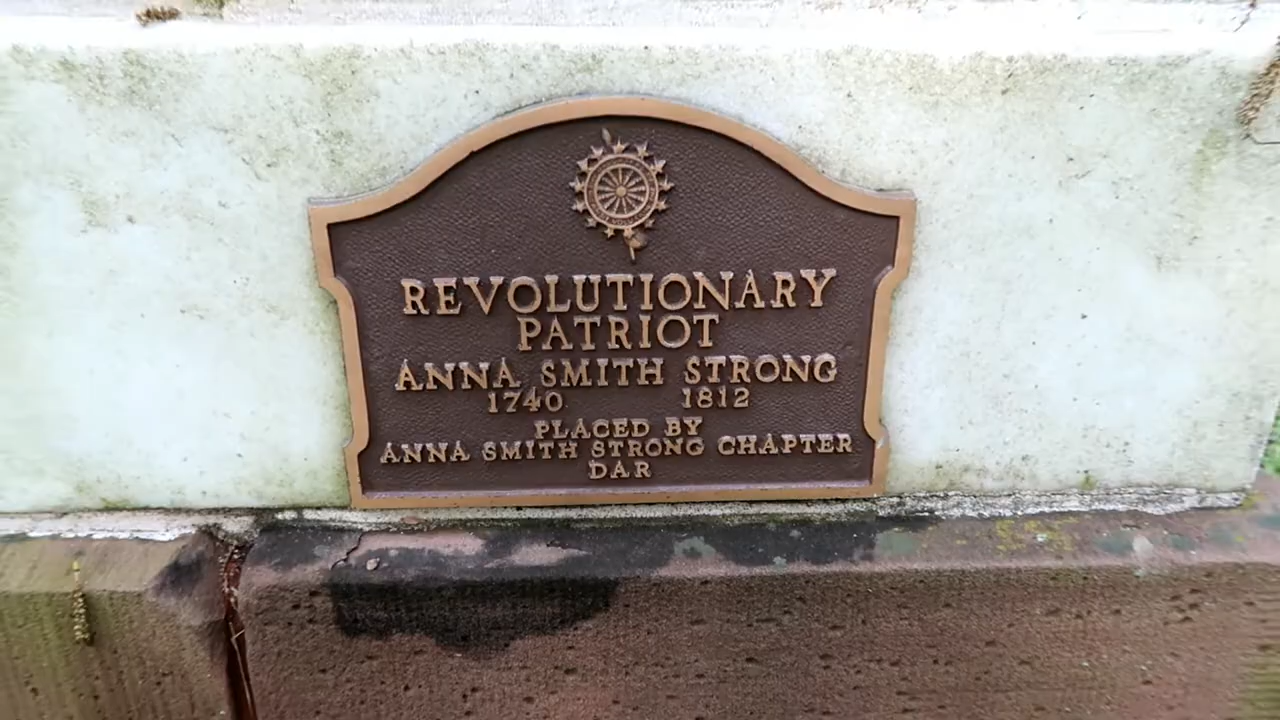 REVOLUTIONARY
PATRIOT
ANNA SMITH STRONG
1740 1812
PLACED BY
ANNA SMITH STRONG CHAPTER
DAR